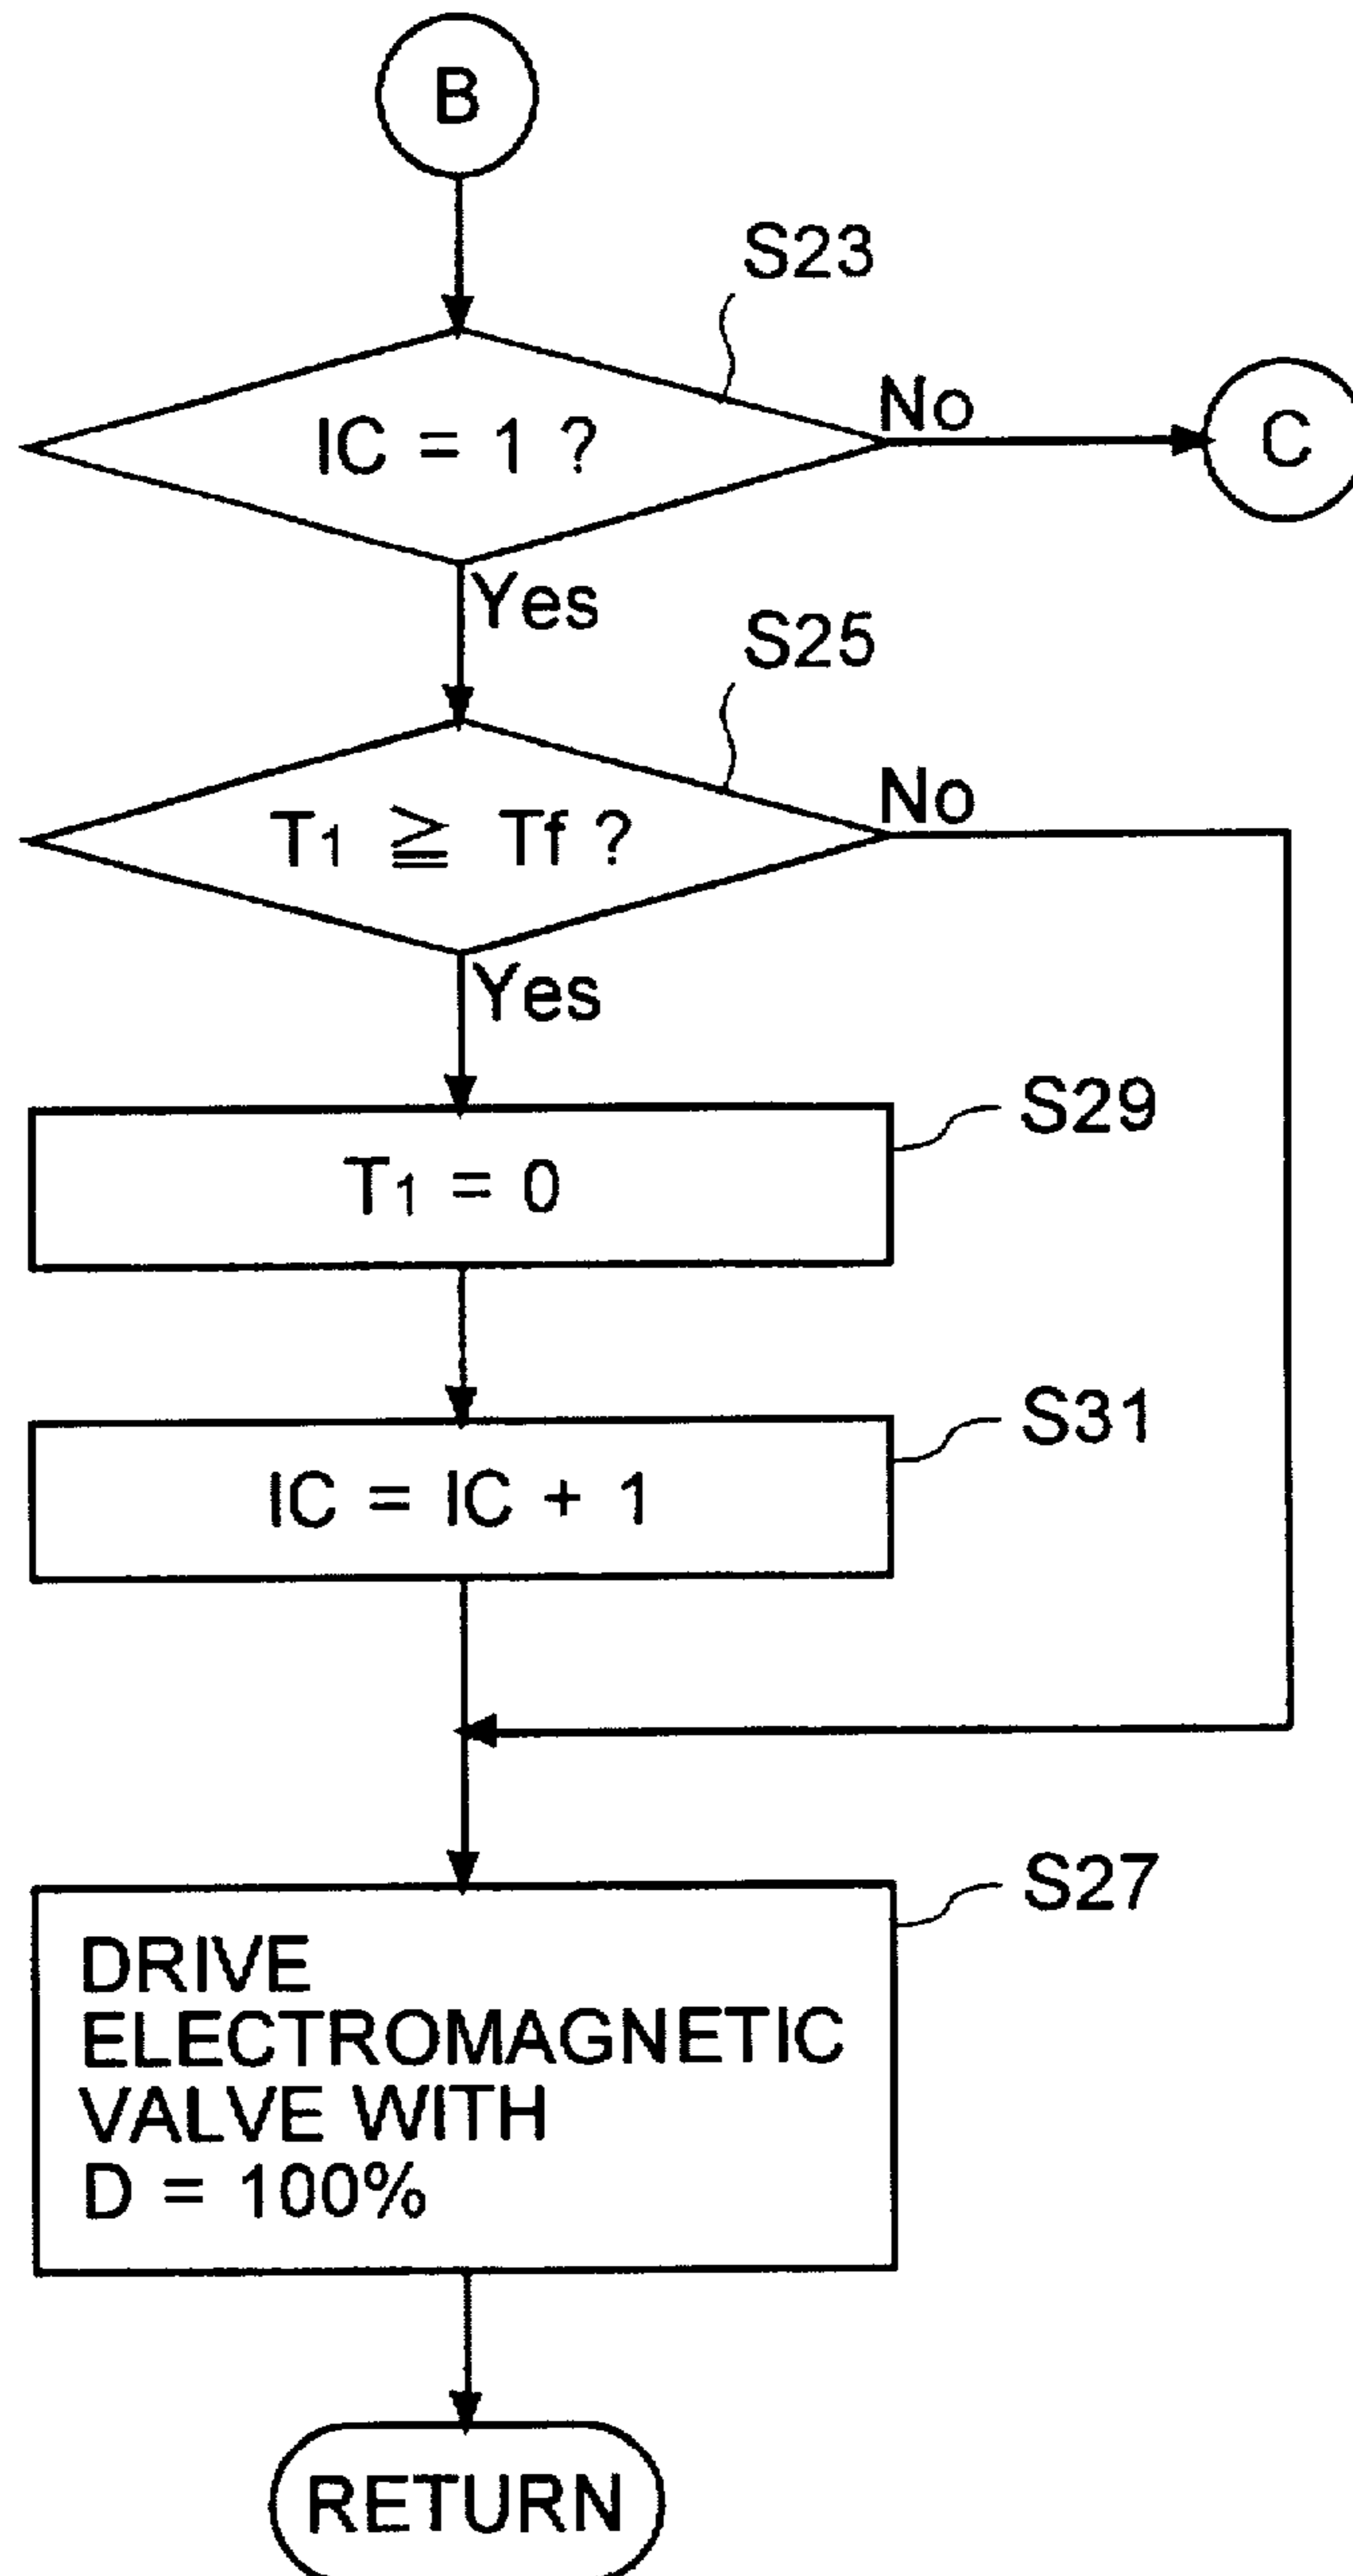 B
S23
IC = 1 ?
No
C
Yes
S25
T1 ≧ Tf ?
No
Yes
S29
T1 = 0
S31
IC = IC + 1
S27
DRIVE
ELECTROMAGNETIC
VALVE WITH
D = 100%
RETURN